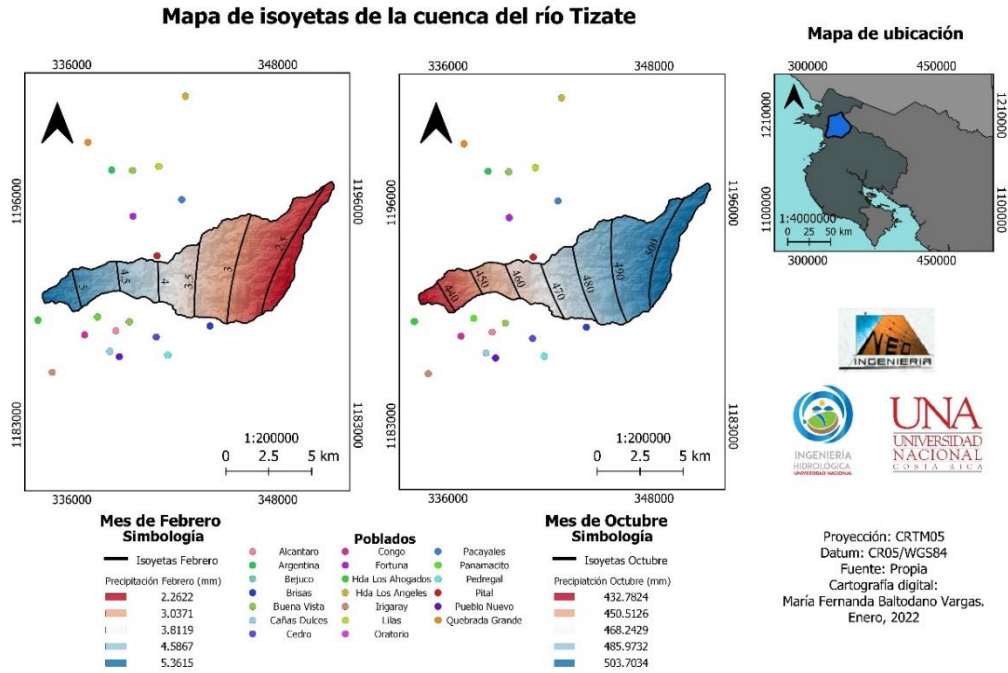 Mapa de isoyetas de la cuenca del río Tizate
336000
348000
1196000
1196000
5
4.5
4
3.5
3
2.4
1183000
1183000
1:200000
0 2.5 5 km
336000
348000
336000
348000
1196000
1196000
440
450
460
470
480
490
500
1183000
1183000
1:200000
0 2.5 5 km
336000
348000
Mapa de ubicación
300000
450000
1210000
1210000
1100000
1100000
1:4000000
0 25 50 km
300000
450000
NEO
INGENIERIA
INGENIERÍA
HIDROLÓGICA
UNIVERSIDAD NACIONAL
UNA
UNIVERSIDAD
NACIONAL
COSTA RICA
Mes de Febrero
Simbología
Isoyetas Febrero
Precipitación Febrero (mm)
2.2622
3.0371
3.8119
4.5867
5.3615
Poblados
Alcantaro
Argentina
Bejuco
Brisas
Buena Vista
Cañas Dulces
Cedro
Congo
Fortuna
Hda Los Ahogados
Hda Los Angeles
Irigaray
Lilas
Oratorio
Pacayales
Panamacito
Pedregal
Pital
Pueblo Nuevo
Quebrada Grande
Mes de Octubre
Simbología
Isoyetas Octubre
Precipiatción Octubre (mm)
432.7824
450.5126
468.2429
485.9732
503.7034
Proyección: CRTM05
Datum: CR05/WGS84
Fuente: Propia
Cartografía digital:
María Fernanda Baltodano Vargas.
Enero, 2022